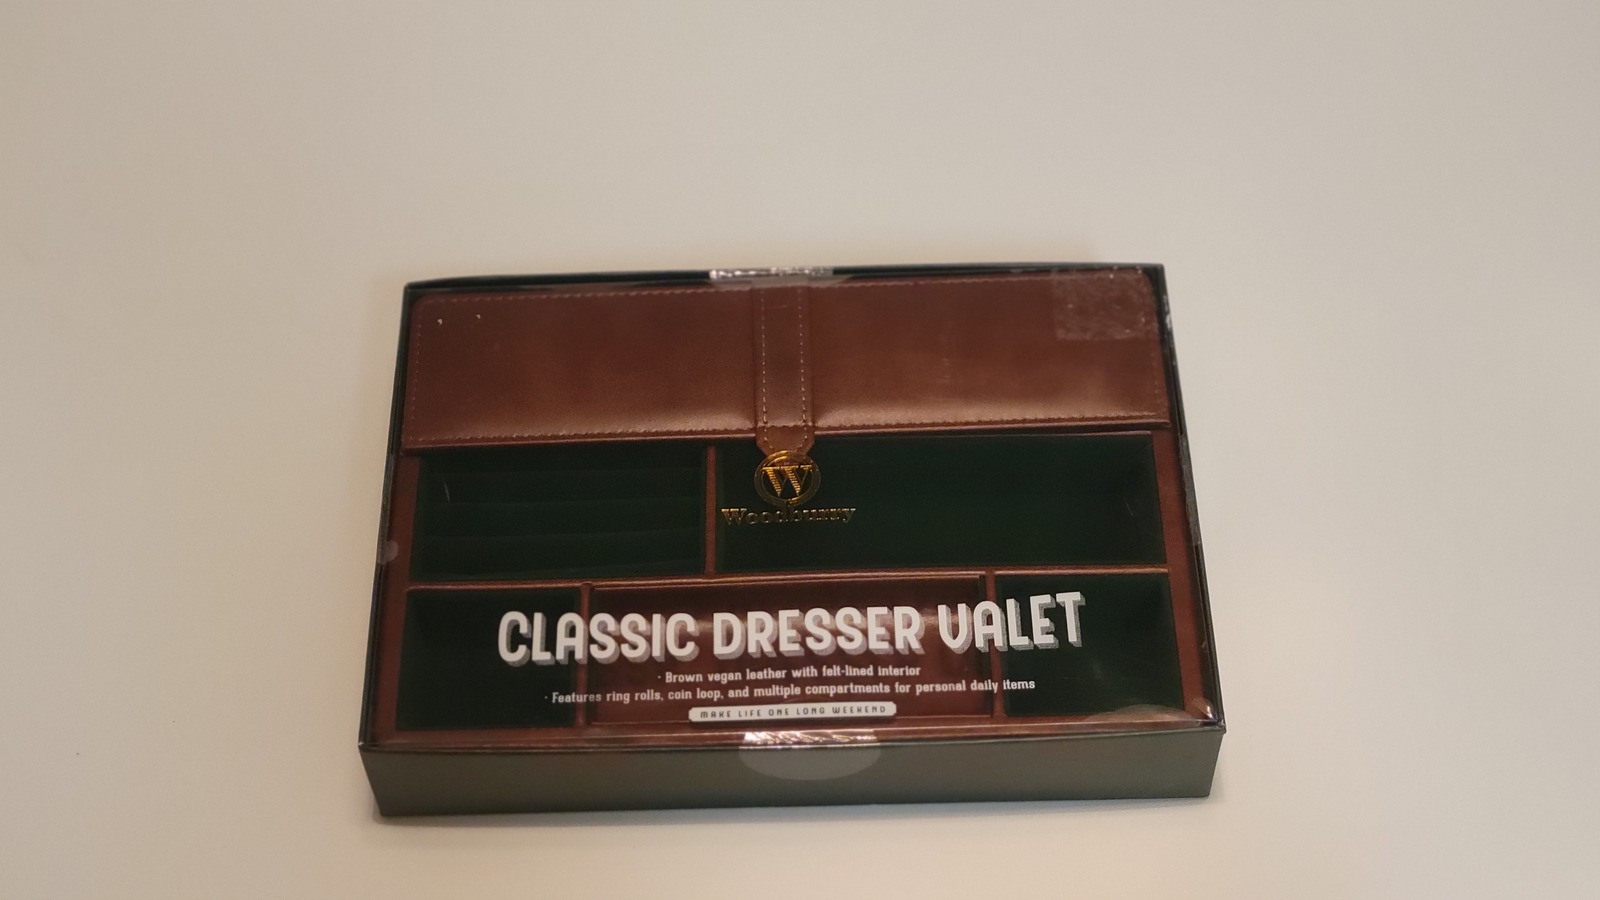 W
Woodbury
CLASSIC DRESSER VALET
· Brown vegan leather with felt-lined interior
· Features ring rolls, coin loop, and multiple compartments for personal daily items
MAKE LIFE ONE LONG WEEKEND